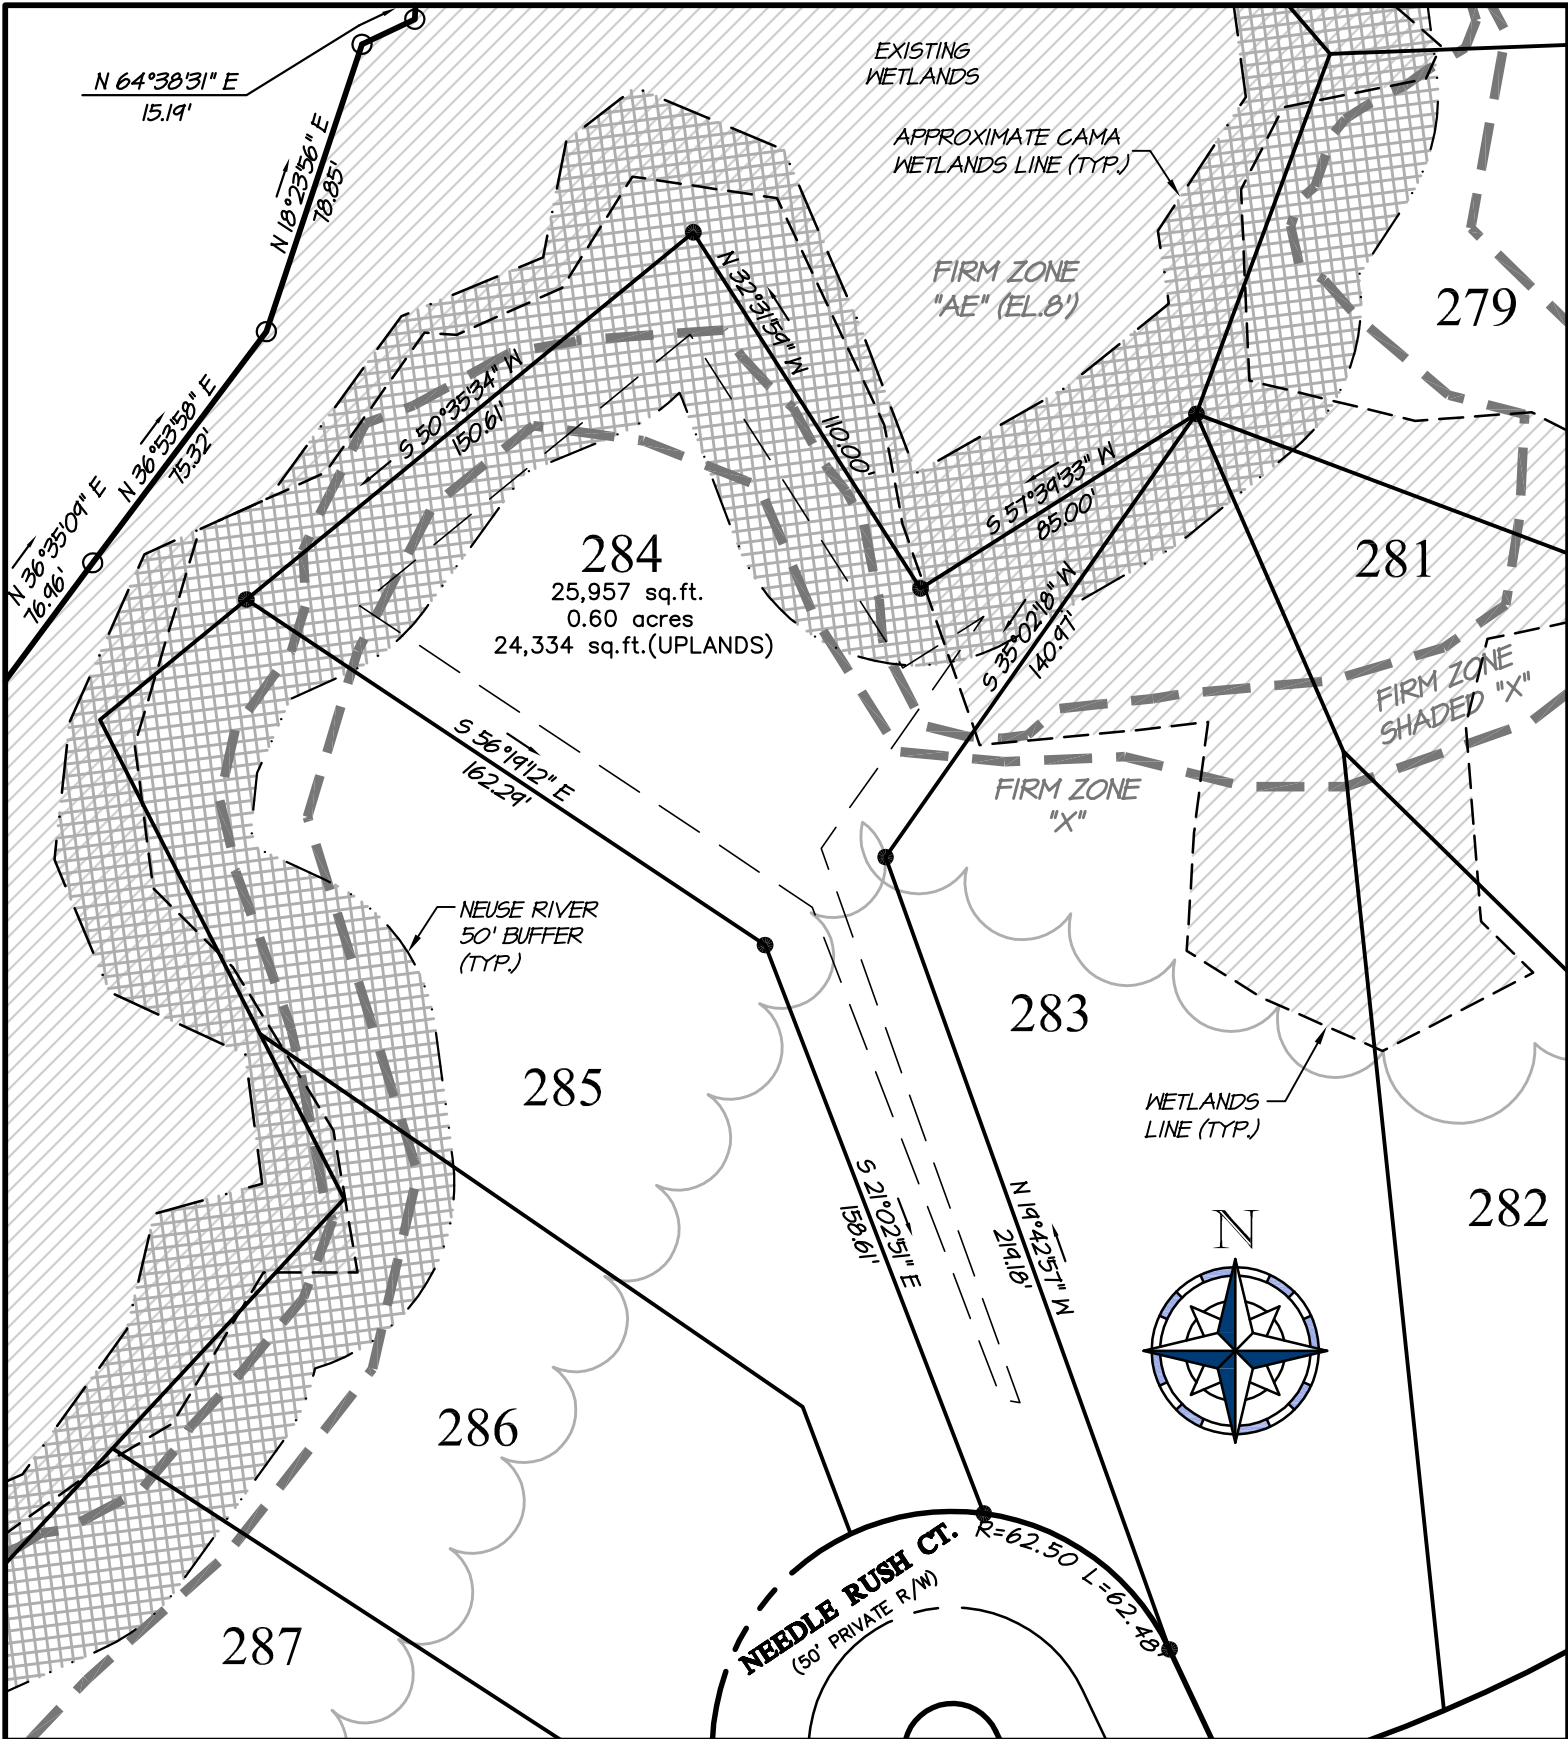 N 64°38'31" E
15.19'
N 18°23'56" E
78.85'
EXISTING
WETLANDS
APPROXIMATE CAMA
WETLANDS LINE (TYP.)
FIRM ZONE
"AE" (EL.8')
279
N 32°31'59" W
110.00'
S 50°35'34" W
150.61'
N 36°53'58" E
75.32'
N 36°35'09" E
76.96'
S 57°39'33" W
85.00'
284
25,957 sq.ft.
0.60 acres
24,334 sq.ft.(UPLANDS)
281
S 35°02'18" W
140.97'
FIRM ZONE
SHADED "X"
S 56°19'12" E
162.29'
FIRM ZONE
"X"
NEUSE RIVER
50' BUFFER
(TYP.)
283
285
WETLANDS
LINE (TYP.)
S 21°02'51" E
158.61'
N 19°42'57" W
219.18'
282
N
286
R=62.50 L=62.48'
NEEDLE RUSH CT.
(50' PRIVATE R/W)
287